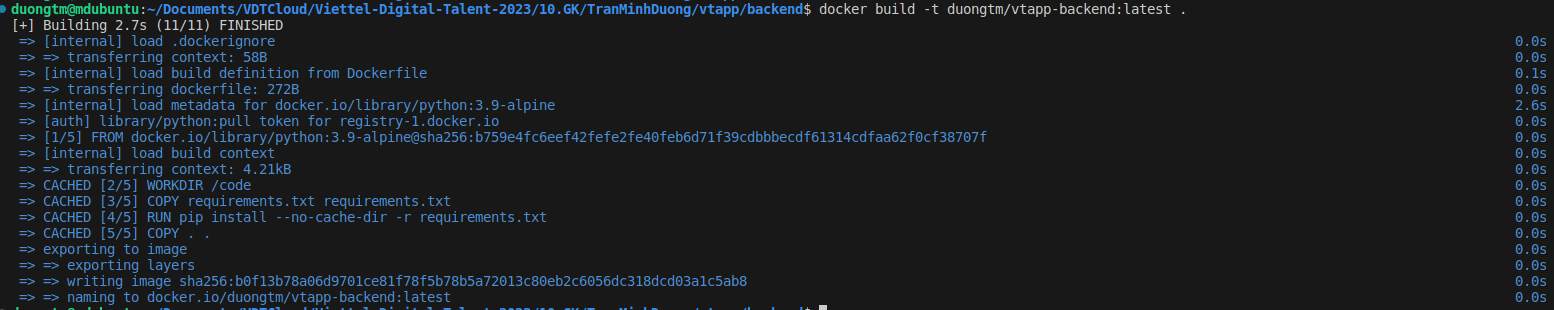 duongtm@mdubuntu:~/Documents/VDTCloud/Viettel-Digital-Talent-2023/10.GK/TranMinhDuong/vtapp/backend$ docker build -t duongtm/vtapp-backend:latest .
[+] Building 2.7s (11/11) FINISHED
=> [internal] load .dockerignore 0.0s
=> => transferring context: 58B 0.0s
=> [internal] load build definition from Dockerfile 0.1s
=> => transferring dockerfile: 272B 0.0s
=> [internal] load metadata for docker.io/library/python:3.9-alpine 2.6s
=> [auth] library/python:pull token for registry-1.docker.io 0.0s
=> [1/5] FROM docker.io/library/python:3.9-alpine@sha256:b759e4fc6eef42fefe2fe40feb6d71f39cdbbbecdf61314cdfaa62f0cf38707f 0.0s
=> [internal] load build context 0.0s
=> => transferring context: 4.21kB 0.0s
=> CACHED [2/5] WORKDIR /code 0.0s
=> CACHED [3/5] COPY requirements.txt requirements.txt 0.0s
=> CACHED [4/5] RUN pip install --no-cache-dir -r requirements.txt 0.0s
=> CACHED [5/5] COPY . . 0.0s
=> exporting to image 0.0s
=> => exporting layers 0.0s
=> => writing image sha256:b0f13b78a06d9701ce81f78f5b78b5a72013c80eb2c6056dc318dcd03a1c5ab8 0.0s
=> => naming to docker.io/duongtm/vtapp-backend:latest 0.0s